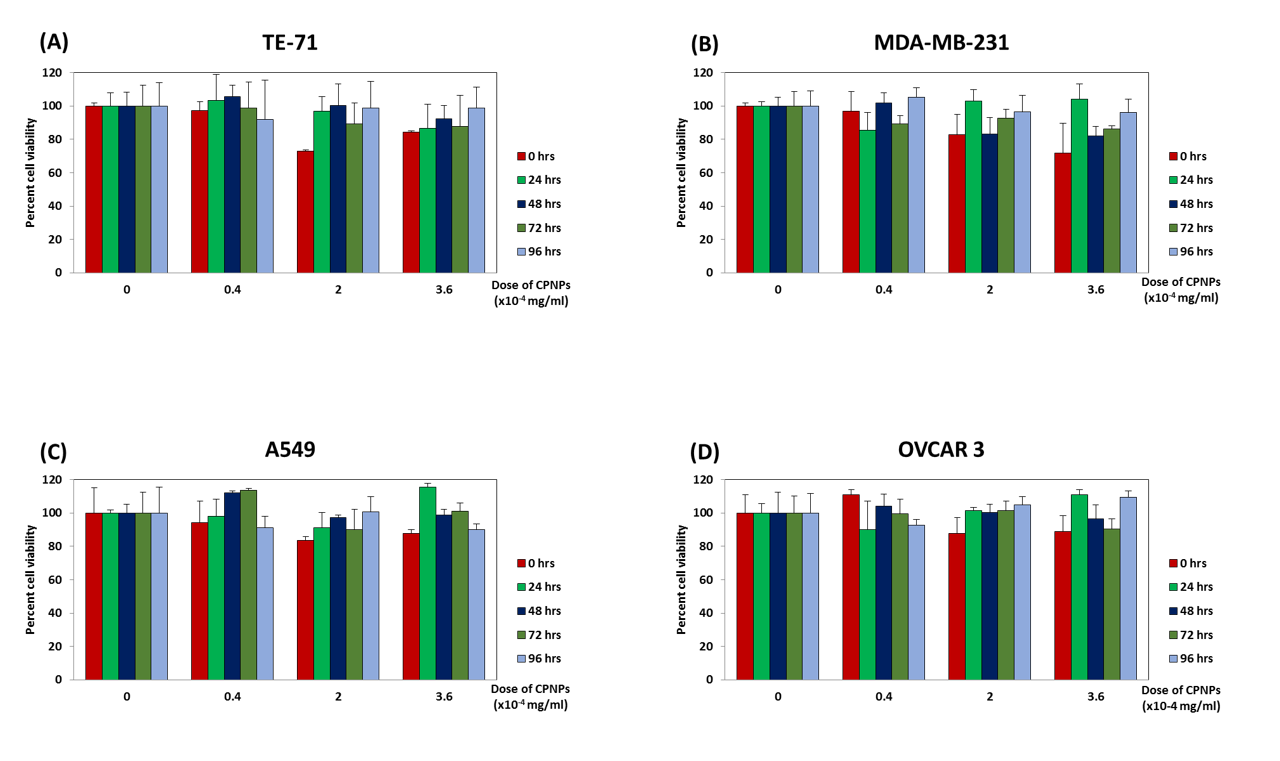 (A)
TE-71
120
100
80
60
40
20
0
Percent cell viability
0 0.4 2 3.6
Dose of CPNPs
(x10-4 mg/ml)
0 hrs
24 hrs
48 hrs
72 hrs
96 hrs
(B)
MDA-MB-231
120
100
80
60
40
20
0
Percent cell viability
0 0.4 2 3.6
Dose of CPNPs
(x10-4 mg/ml)
0 hrs
24 hrs
48 hrs
72 hrs
96 hrs
(C)
A549
120
100
80
60
40
20
0
Percent cell viability
0 0.4 2 3.6
Dose of CPNPs
(x10-4 mg/ml)
0 hrs
24 hrs
48 hrs
72 hrs
96 hrs
(D)
OVCAR 3
120
100
80
60
40
20
0
Percent cell viability
0 0.4 2 3.6
Dose of CPNPs
(x10-4 mg/ml)
0 hrs
24 hrs
48 hrs
72 hrs
96 hrs